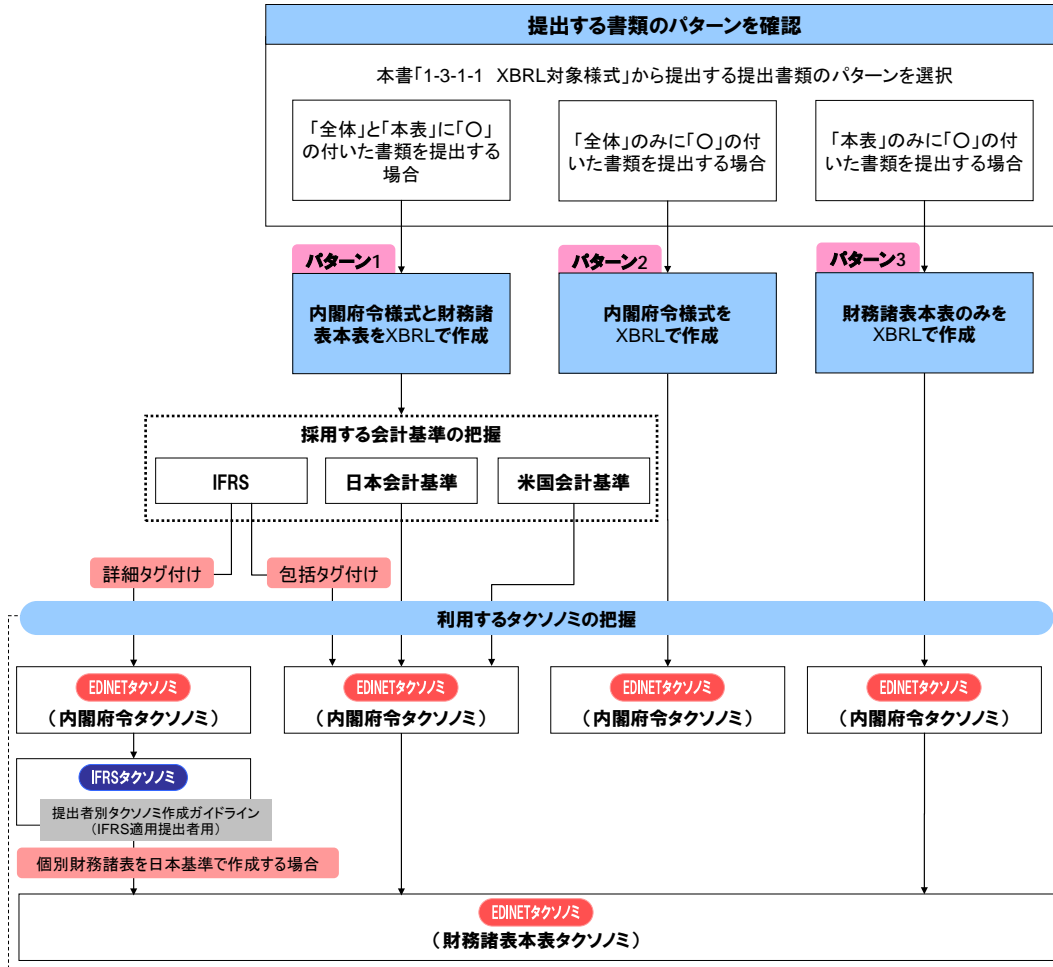 提出する書類のパターンを確認
本書「1-3-1-1 XBRL対象様式」から提出する提出書類のパターンを選択
「全体」と「本表」に「〇」
の付いた書類を提出する
場合
「全体」のみに「〇」の付
いた書類を提出する場合
「本表」のみに「〇」の付
いた書類を提出する場合
パターン1
パターン2
パターン3
内閣府令様式と財務諸
表本表をXBRLで作成
内閣府令様式を
XBRLで作成
財務諸表本表のみを
XBRLで作成
採用する会計基準の把握
IFRS
日本会計基準
米国会計基準
詳細タグ付け
包括タグ付け
利用するタクソノミの把握
EDINETタクソノミ
（内閣府令タクソノミ）
EDINETタクソノミ
（内閣府令タクソノミ）
EDINETタクソノミ
（内閣府令タクソノミ）
EDINETタクソノミ
（内閣府令タクソノミ）
IFRSタクソノミ
提出者別タクソノミ作成ガイドライン
（IFRS適用提出者用）
個別財務諸表を日本基準で作成する場合
EDINETタクソノミ
（財務諸表本表タクソノミ）